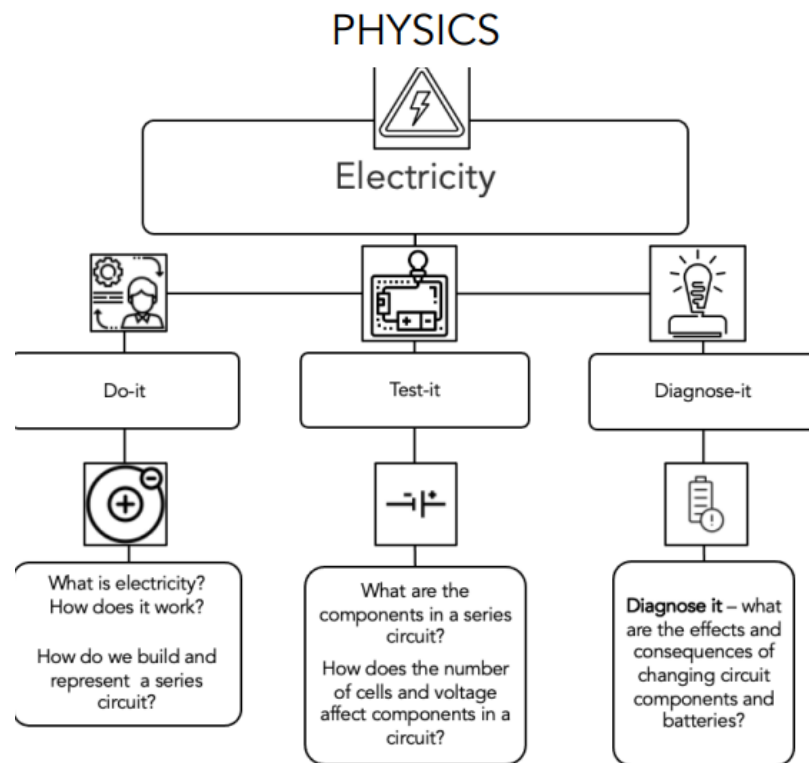 PHYSICS
Electricity
Do-it
Test-it
Diagnose-it
What is electricity?
How does it work?
How do we build and
represent a series
circuit?
What are the
components in a series
circuit?
How does the number
of cells and voltage
affect components in a
circuit?
Diagnose it – what
are the effects and
consequences of
changing circuit
components and
batteries?